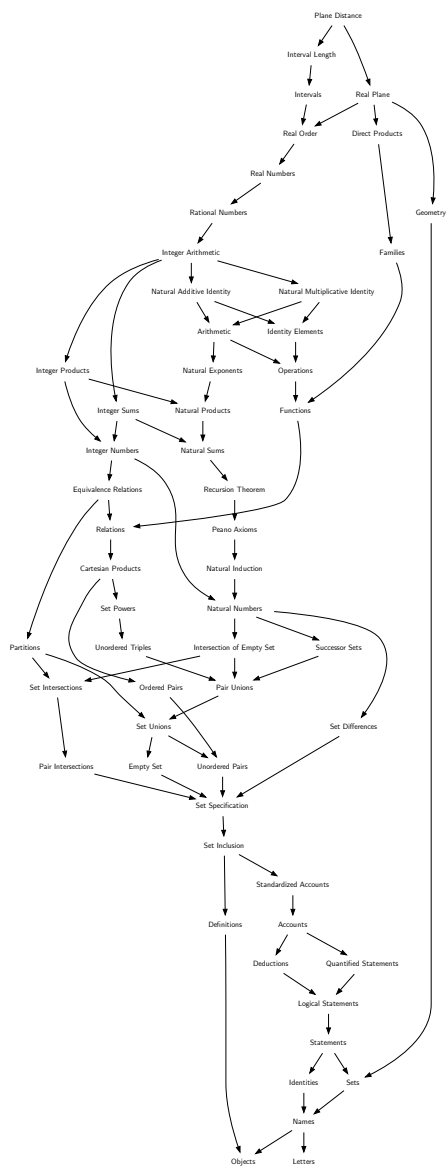 Plane Distance
Interval Length
Intervals
Real Plane
Real Order
Direct Products
Real Numbers
Rational Numbers
Geometry
Integer Arithmetic
Families
Natural Additive Identity
Natural Multiplicative Identity
Arithmetic
Identity Elements
Integer Products
Natural Exponents
Operations
Integer Sums
Natural Products
Functions
Integer Numbers
Natural Sums
Equivalence Relations
Recursion Theorem
Relations
Peano Axioms
Cartesian Products
Natural Induction
Set Powers
Natural Numbers
Partitions
Unordered Triples
Intersection of Empty Set
Successor Sets
Set Intersections
Ordered Pairs
Pair Unions
Set Unions
Set Differences
Pair Intersections
Empty Set
Unordered Pairs
Set Specification
Set Inclusion
Standardized Accounts
Definitions
Accounts
Deductions
Quantified Statements
Logical Statements
Statements
Identities
Sets
Names
Objects
Letters